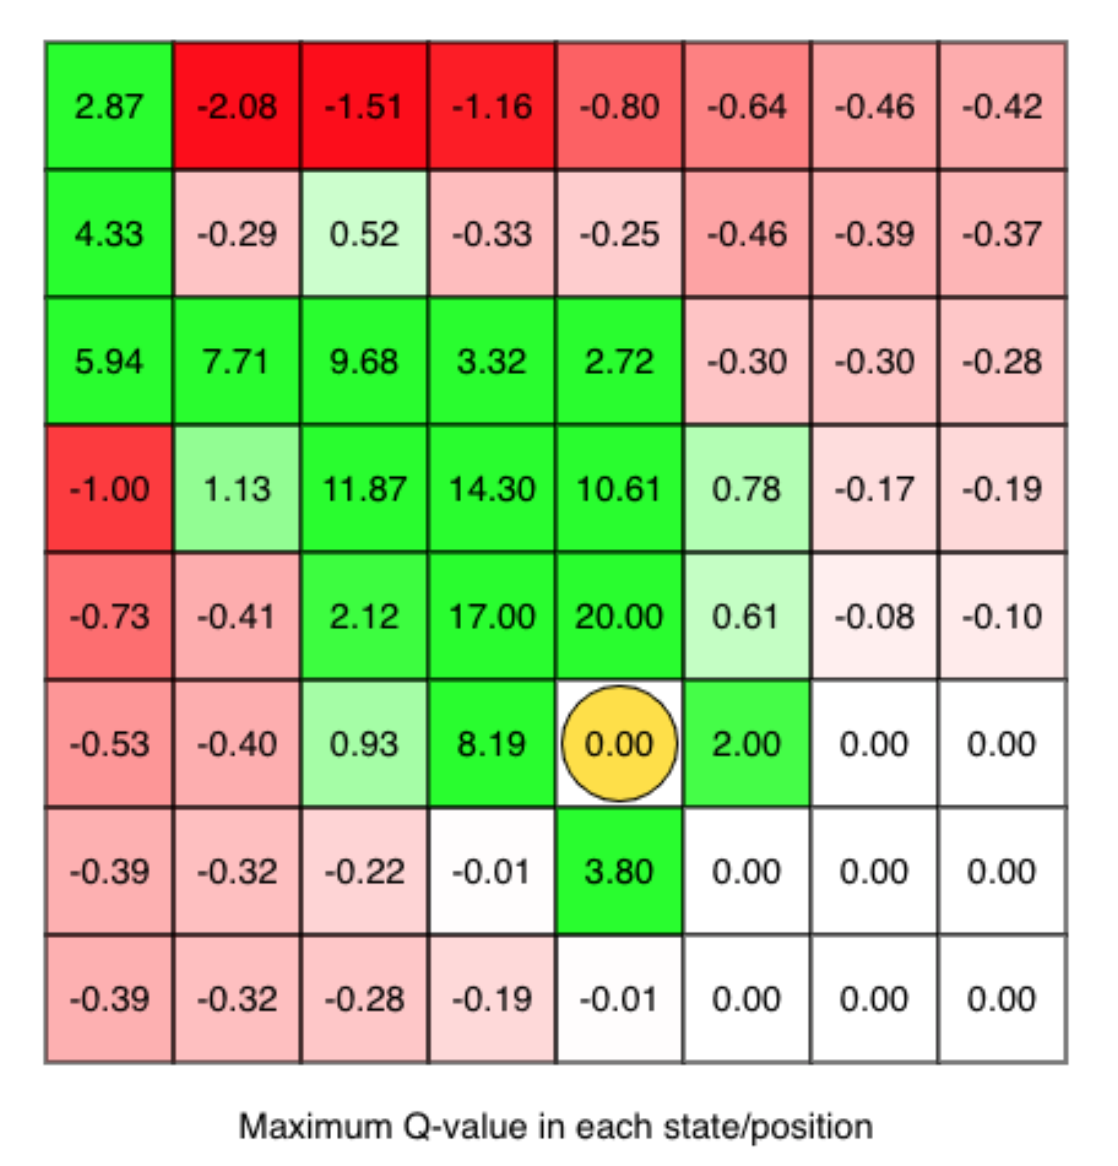 2.87 -2.08 -1.51 -1.16 -0.80 -0.64 -0.46 -0.42
4.33 -0.29 0.52 -0.33 -0.25 -0.46 -0.39 -0.37
5.94 7.71 9.68 3.32 2.72 -0.30 -0.30 -0.28
-1.00 1.13 11.87 14.30 10.61 0.78 -0.17 -0.19
-0.73 -0.41 2.12 17.00 20.00 0.61 -0.08 -0.10
-0.53 -0.40 0.93 8.19 0.00 2.00 0.00 0.00
-0.39 -0.32 -0.22 -0.01 3.80 0.00 0.00 0.00
-0.39 -0.32 -0.28 -0.19 -0.01 0.00 0.00 0.00
Maximum Q-value in each state/position